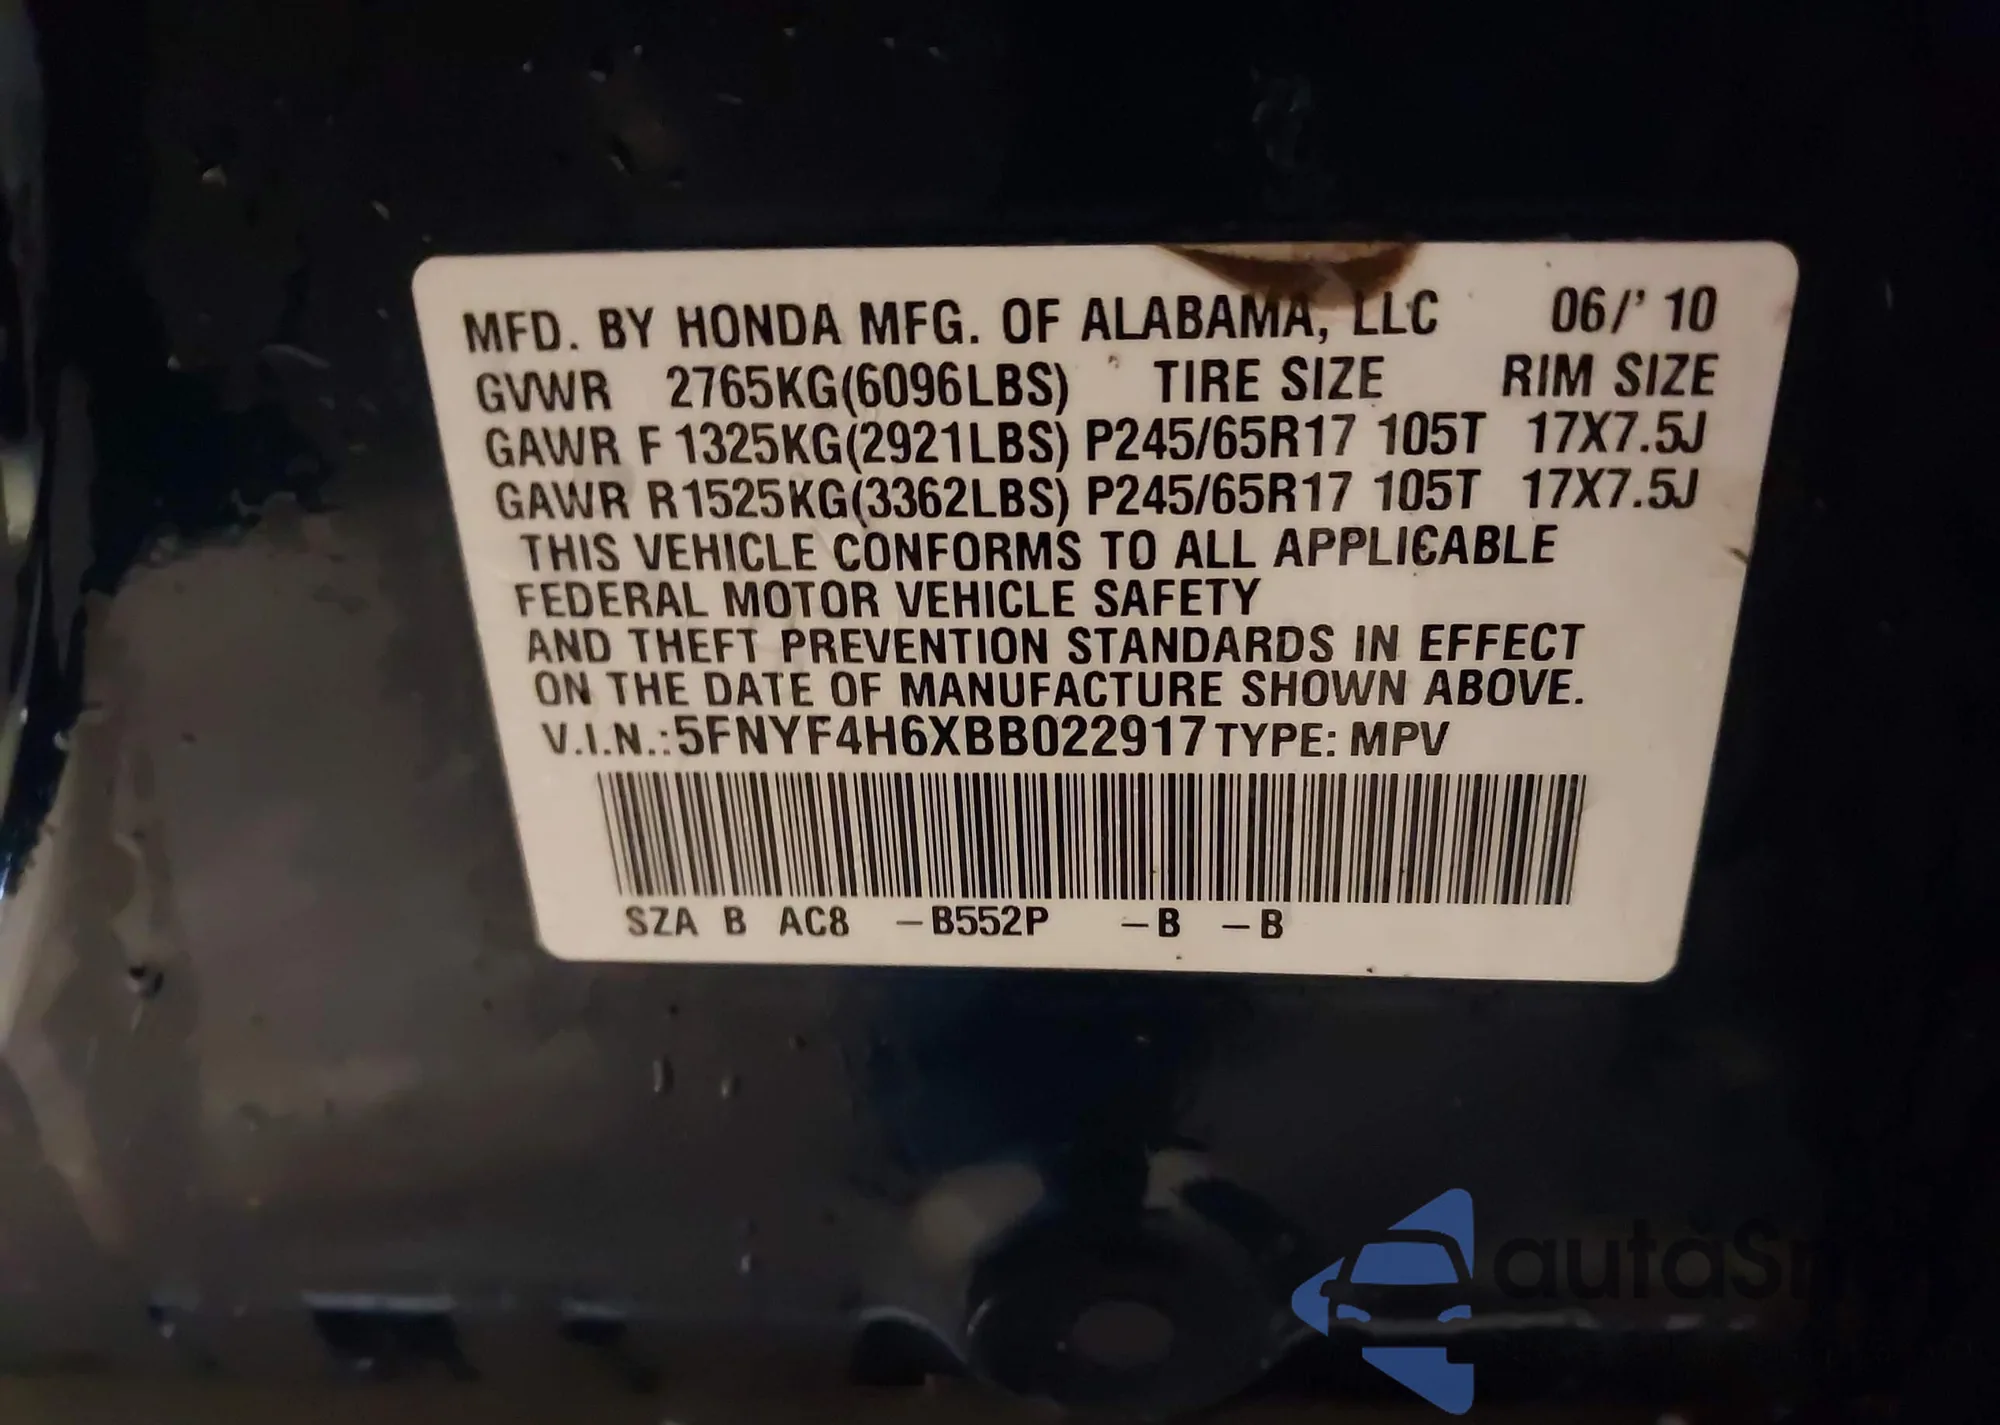 MFD. BY HONDA MFG. OF ALABAMA, LLC 06/' 10
GVWR 2765KG(6096LBS) TIRE SIZE RIM SIZE
GAWR F 1325KG(2921LBS) P245/65R17 105T 17X7.5J
GAWR R1525KG(3362LBS) P245/65R17 105T 17X7.5J
THIS VEHICLE CONFORMS TO ALL APPLICABLE
FEDERAL MOTOR VEHICLE SAFETY
AND THEFT PREVENTION STANDARDS IN EFFECT
ON THE DATE OF MANUFACTURE SHOWN ABOVE.
V.I.N.:5FNYF4H6XBB022917 TYPE: MPV
SZA B AC8 -B552P -B -B